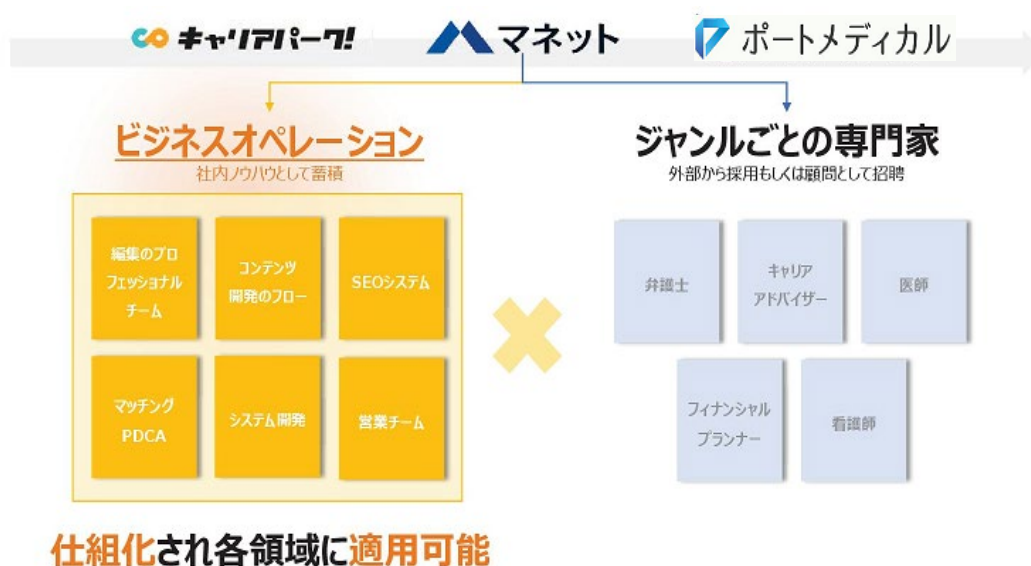 キャリアパーク!
マネット
ポートメディカル
ビジネスオペレーション
社内ノウハウとして蓄積
編集のプロ
フェッショナル
チーム
コンテンツ
開発のフロー
SEOシステム
マッチング
PDCA
システム開発
営業チーム
ジャンルごとの専門家
外部から採用もしくは顧問として招聘
弁護士
キャリア
アドバイザー
医師
フィナンシャル
プランナー
看護師
仕組化され各領域に適用可能